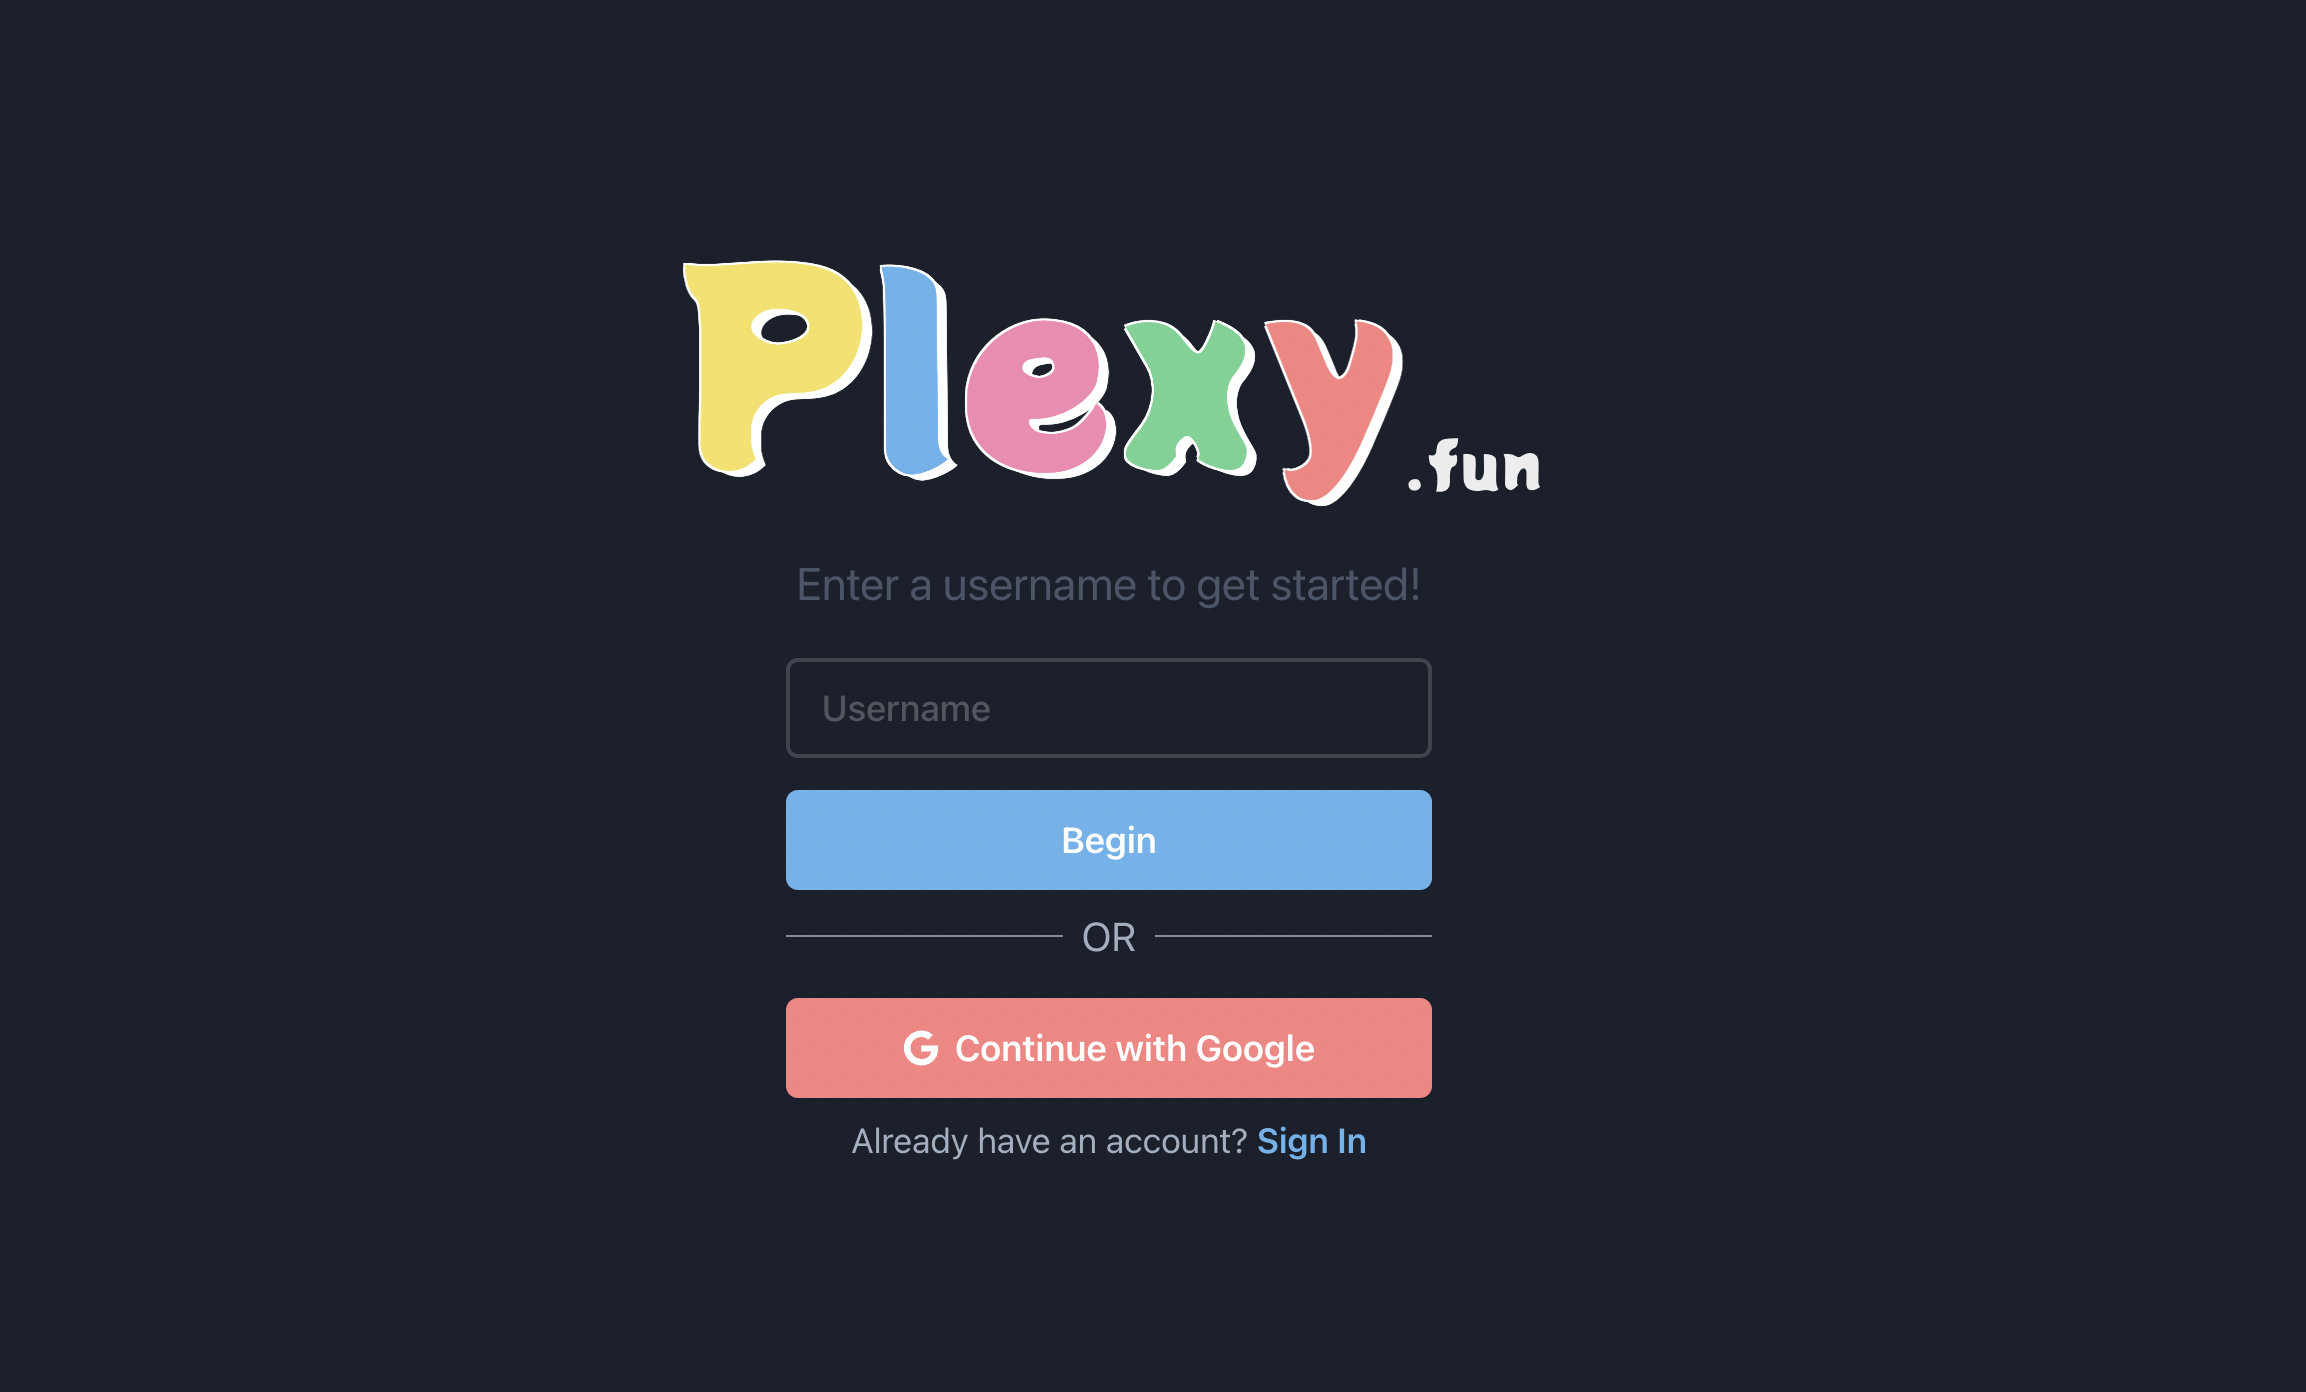 Plexy.fun
Enter a username to get started!
Username
Begin
OR
Continue with Google
Already have an account? Sign In